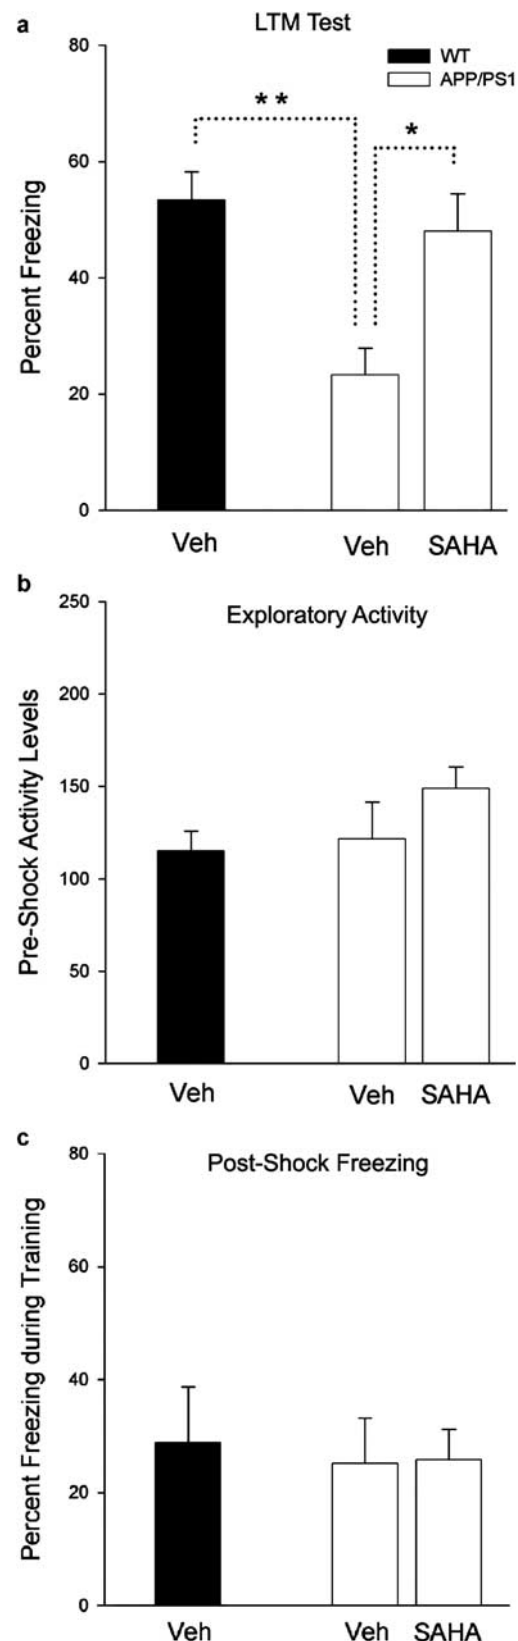 a
LTM Test
80
WT
APP/PS1
* *
*
60
40
20
0
Percent Freezing
Veh
Veh
SAHA
b
250
Exploratory Activity
200
150
100
50
0
Pre-Shock Activity Levels
Veh
Veh
SAHA
c
80
Post-Shock Freezing
60
40
20
0
Percent Freezing during Training
Veh
Veh
SAHA